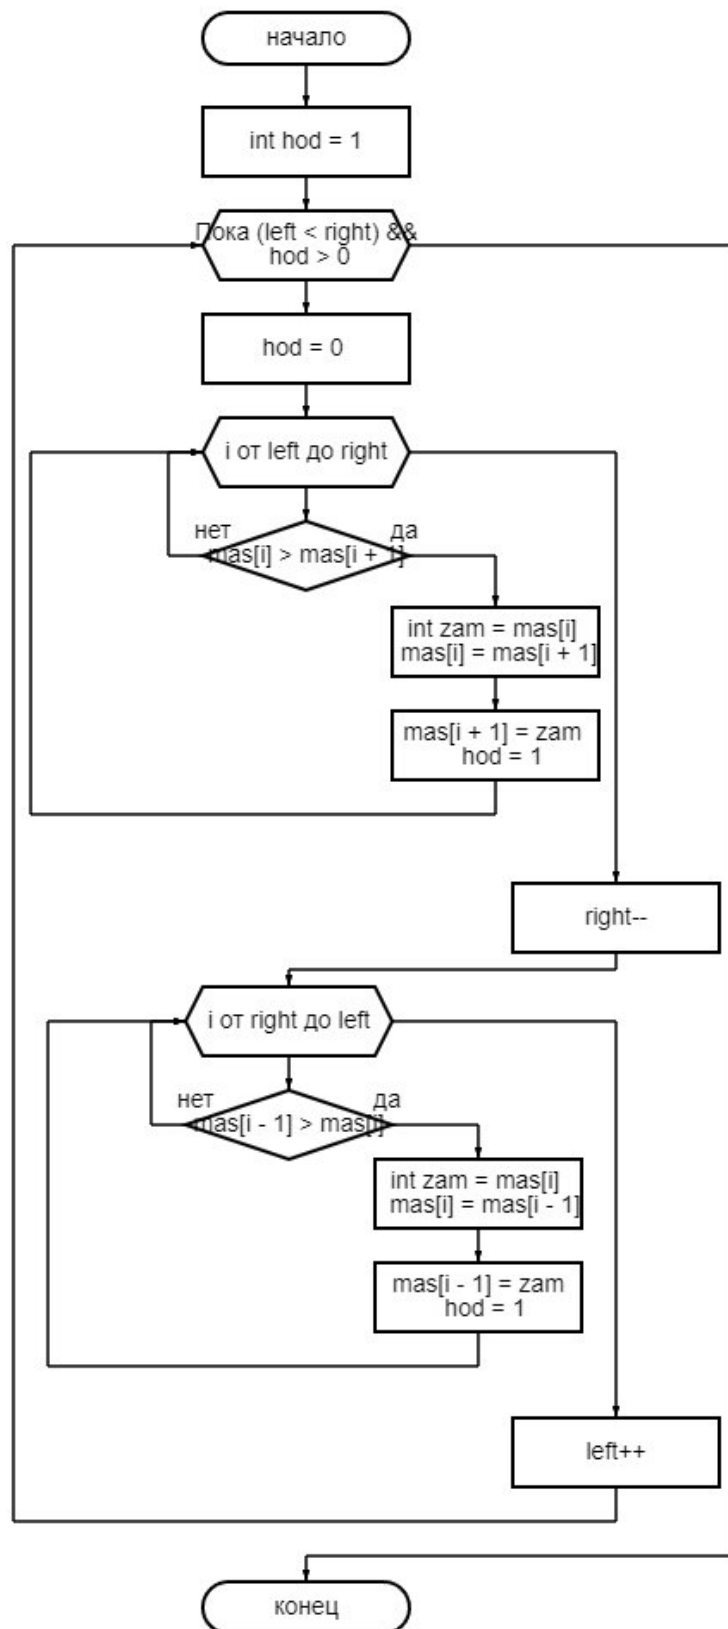 начало
int hod = 1
Пока (left < right) &&
hod > 0
hod = 0
i от left до right
нет
да
mas[i] > mas[i + 1]
int zam = mas[i]
mas[i] = mas[i + 1]
mas[i + 1] = zam
hod = 1
right--
i от right до left
нет
да
mas[i - 1] > mas[i]
int zam = mas[i]
mas[i] = mas[i - 1]
mas[i - 1] = zam
hod = 1
left++
конец